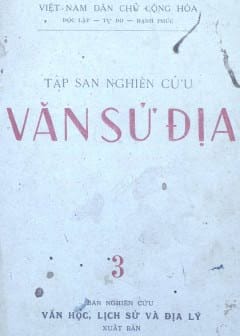 VIỆT-NAM DÂN CHỦ CỘNG HÒA
ĐỘC LẬP — TỰ DO — HẠNH PHÚC
TẬP SAN NGHIÊN CỨU
VĂN SỬ ĐỊA
3
BAN NGHIÊN CỨU
VĂN HỌC, LỊCH SỬ VÀ ĐỊA LÝ
XUẤT BẢN